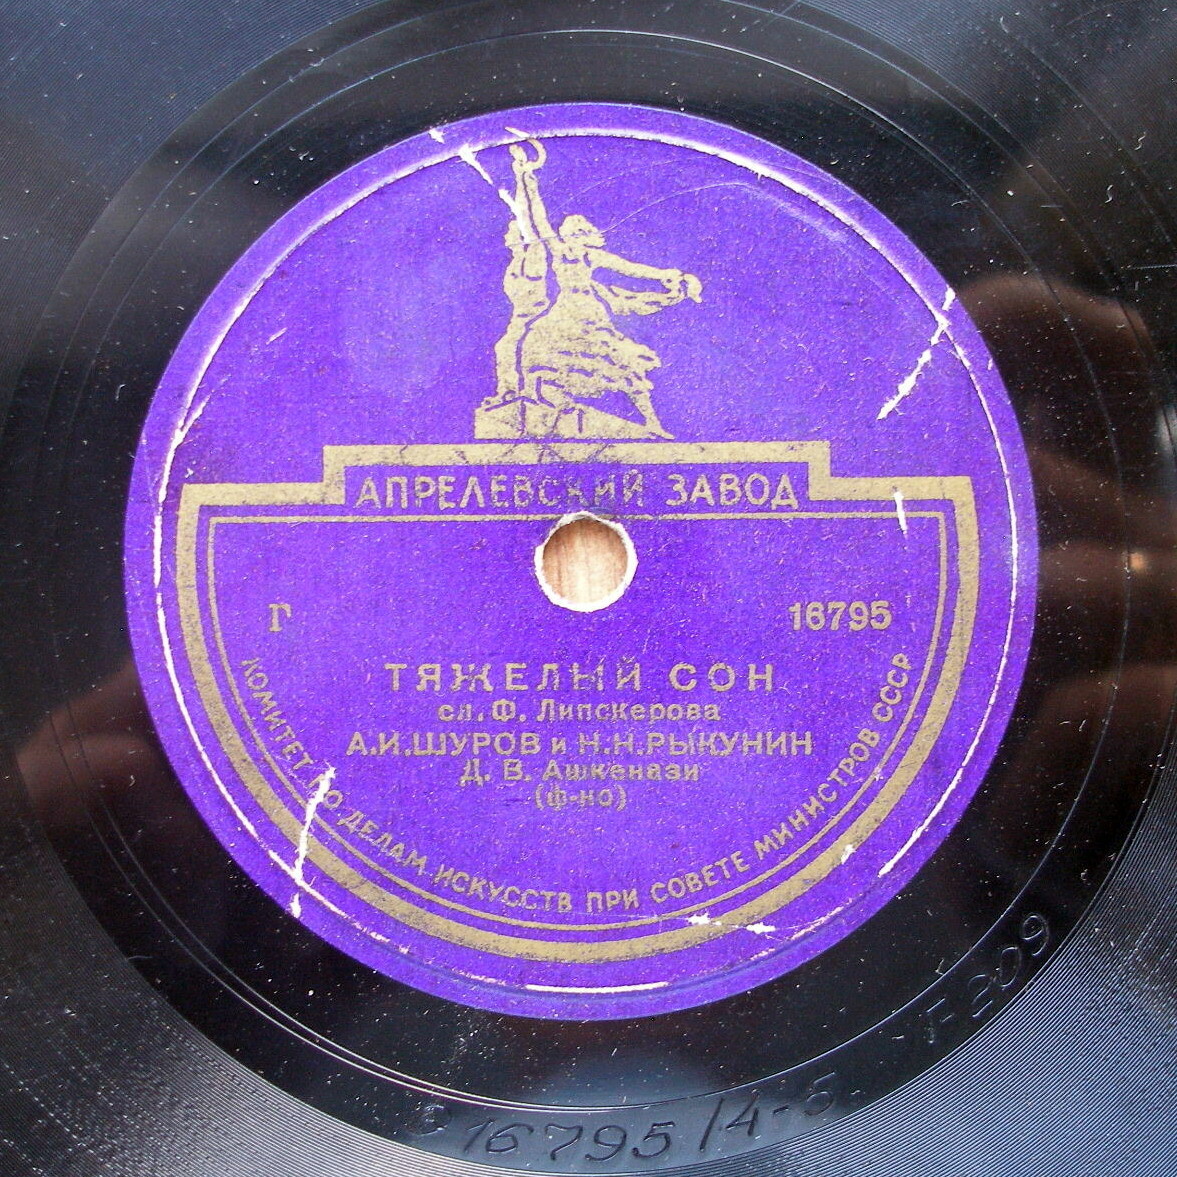 АПРЕЛЕВСКИЙ ЗАВОД
Г 16795
ТЯЖЕЛЫЙ СОН
сл. Ф. Липскерова
А.И.ШУРОВ и Н.Н.РЫКУНИН
Д. В. Ашкенази
(ф-но)
КОМИТЕТ ПО ДЕЛАМ ИСКУССТВ ПРИ СОВЕТЕ МИНИСТРОВ СССР
16795/4-5
209